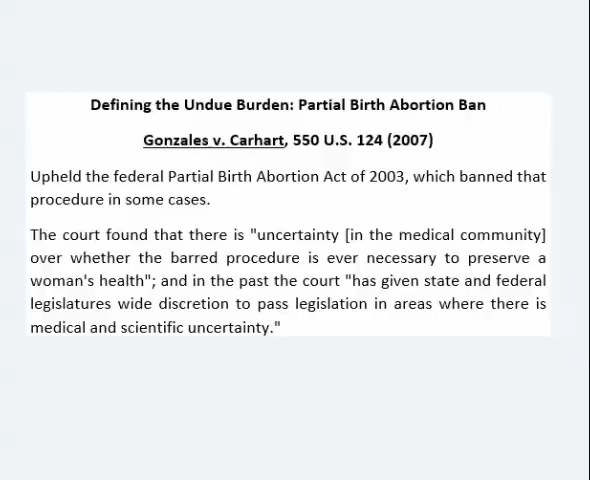 Defining the Undue Burden: Partial Birth Abortion Ban
Gonzales v. Carhart, 550 U.S. 124 (2007)
Upheld the federal Partial Birth Abortion Act of 2003, which banned that
procedure in some cases.
The court found that there is "uncertainty [in the medical community]
over whether the barred procedure is ever necessary to preserve a
woman's health"; and in the past the court "has given state and federal
legislatures wide discretion to pass legislation in areas where there is
medical and scientific uncertainty."